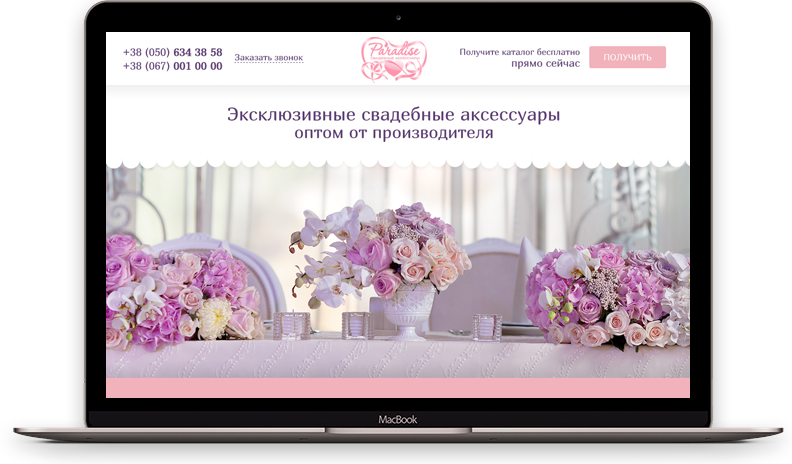 +38 (050) 634 38 58
+38 (067) 001 00 00
Заказать звонок
Paradise
Получите каталог бесплатно
прямо сейчас
ПОЛУЧИТЬ
Эксклюзивные свадебные аксессуары
оптом от производителя
MacBook